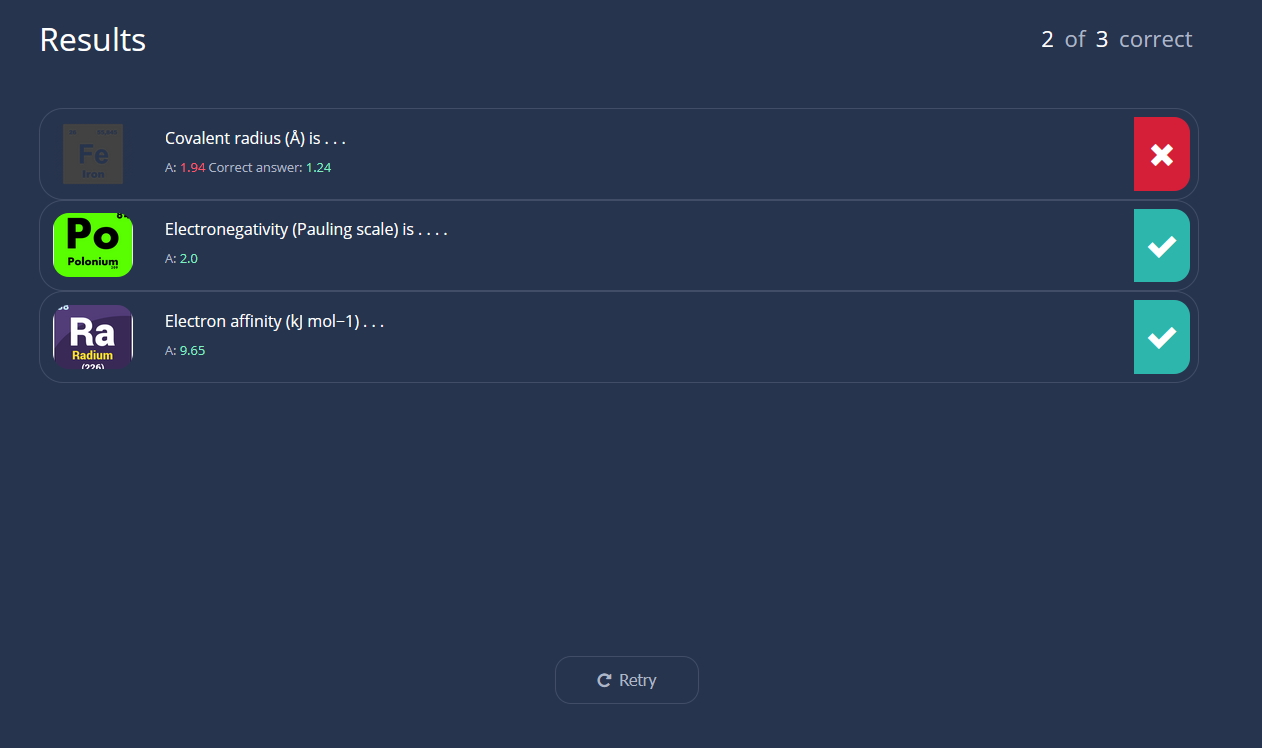 Results
2 of 3 correct
Fe
Iron
Covalent radius (Å) is . . .
A: 1.94 Correct answer: 1.24
Po
Polonium
209
Electronegativity (Pauling scale) is . . . .
A: 2.0
Ra
Radium
(226)
Electron affinity (kJ mol−1) . . .
A: 9.65
Retry